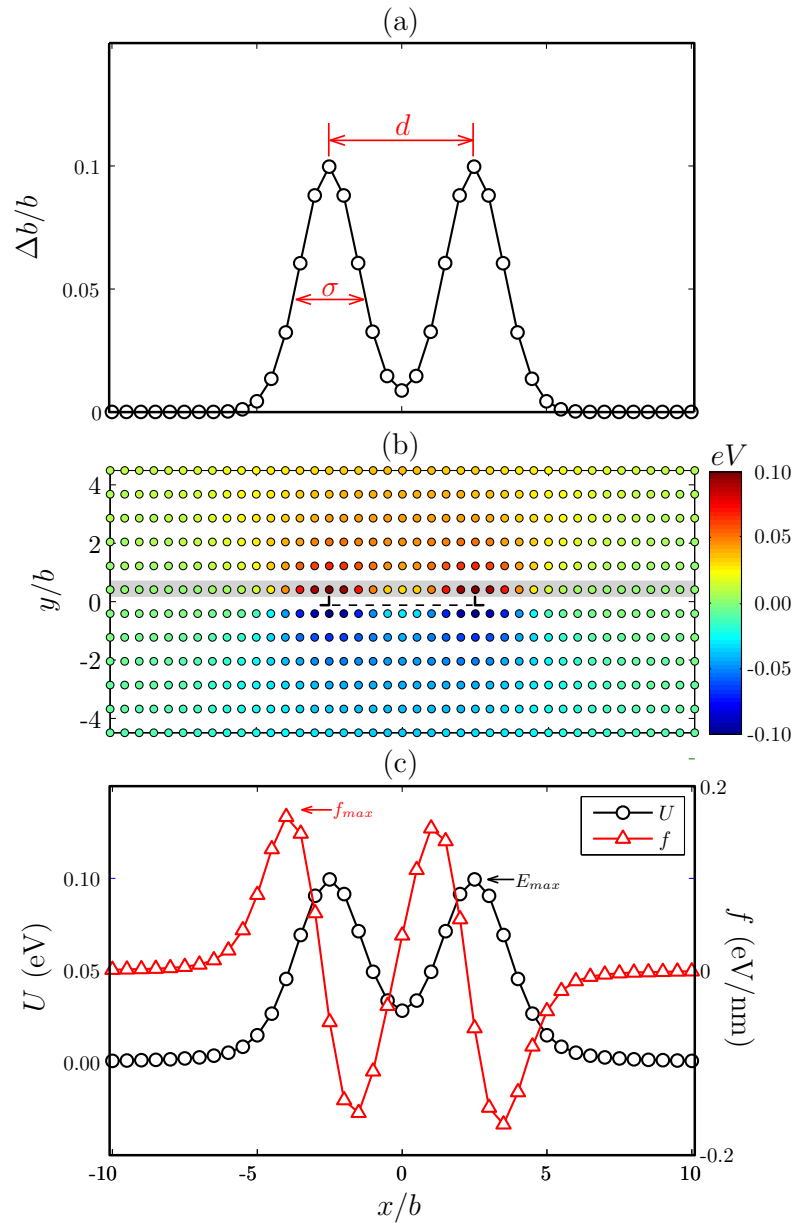 (a)
d
0.1
Δb/b
σ
0.05
0
(b)
eV
4
2
0
-2
-4
y/b
0.10
0.05
0.00
-0.05
-0.10
(c)
0.2
f_max
U
f
0.10
E_max
U (eV)
0.05
0
f (eV/nm)
0.00
-0.2
-10 -5 0 5 10
x/b